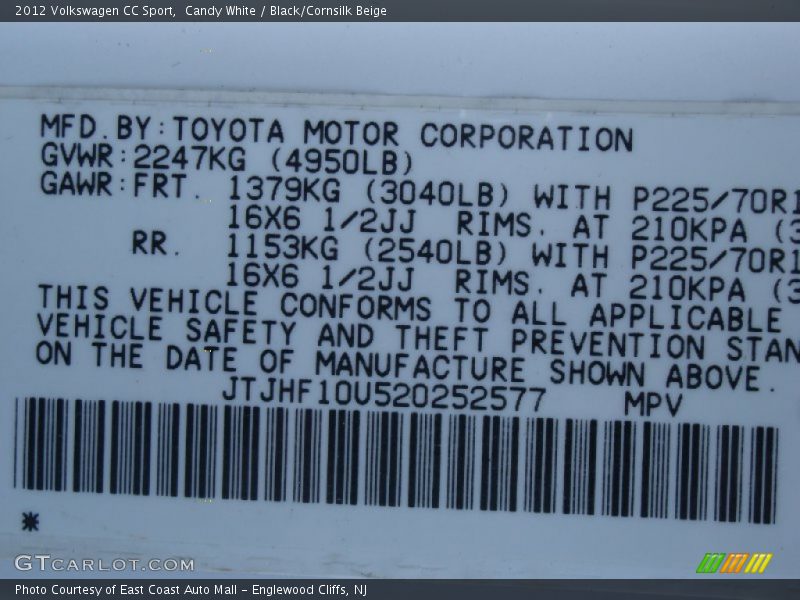 2012 Volkswagen CC Sport,  Candy White / Black/Cornsilk Beige
MFD.BY:TOYOTA MOTOR CORPORATION
GVWR:2247KG (4950LB)
GAWR:FRT. 1379KG (3040LB) WITH P225/70R1
16X6 1/2JJ RIMS. AT 210KPA (3
RR. 1153KG (2540LB) WITH P225/70R1
16X6 1/2JJ RIMS. AT 210KPA (3
THIS VEHICLE CONFORMS TO ALL APPLICABLE
VEHICLE SAFETY AND THEFT PREVENTION STAN
ON THE DATE OF MANUFACTURE SHOWN ABOVE.
JTJHF10U520252577 MPV
*
GTCARLOT.COM
Photo Courtesy of East Coast Auto Mall – Englewood Cliffs, NJ